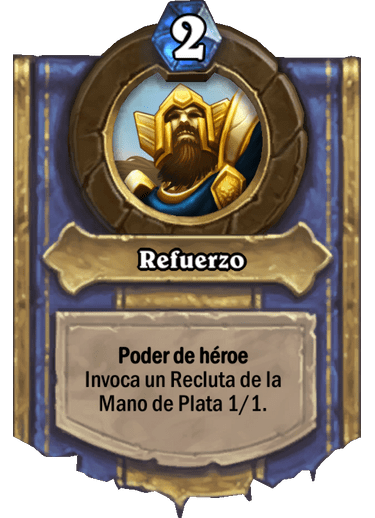 2
Refuerzo
Poder de héroe
Invoca un Recluta de la
Mano de Plata 1/1.